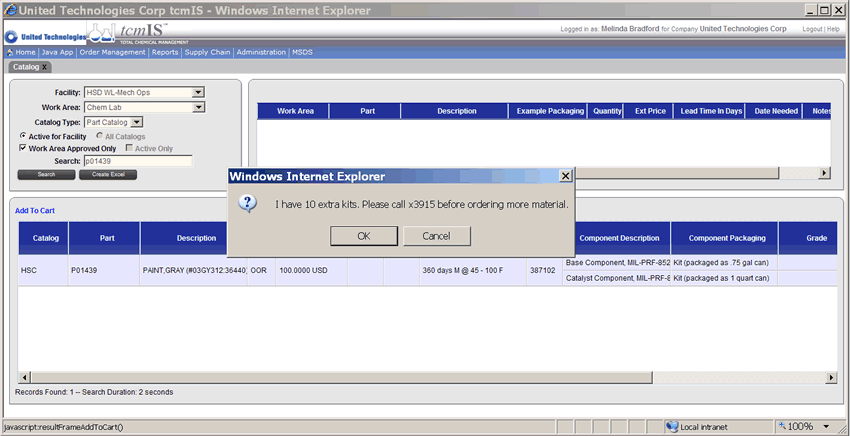 United Technologies Corp tcmIS - Windows Internet Explorer
United Technologies tcmIS
TOTAL CHEMICAL MANAGEMENT
Logged in as: Melinda Bradford for Company United Technologies Corp Logout | Help
Home | Java App | Order Management | Reports | Supply Chain | Administration | MSDS
Catalog X
Facility: HSD WL-Mech Ops
Work Area: Chem Lab
Catalog Type: Part Catalog
Active for Facility All Catalogs
Work Area Approved Only Active Only
Search: p01439
Search Create Excel
Work Area Part Description Example Packaging Quantity Ext Price Lead Time In Days Date Needed Notes
Windows Internet Explorer X
I have 10 extra kits. Please call x3915 before ordering more material.
OK Cancel
Add To Cart
Catalog Part Description Component Description Component Packaging Grade
HSC P01439 PAINT,GRAY (#03GY312:36440) OOR 100.0000 USD 360 days M @ 45 - 100 F 387102
Base Component, MIL-PRF-852 Kit (packaged as .75 gal can)
Catalyst Component, MIL-PRF-8 Kit (packaged as 1 quart can)
Records Found: 1 -- Search Duration: 2 seconds
javascript:resultFrameAddToCart() Local intranet 100%